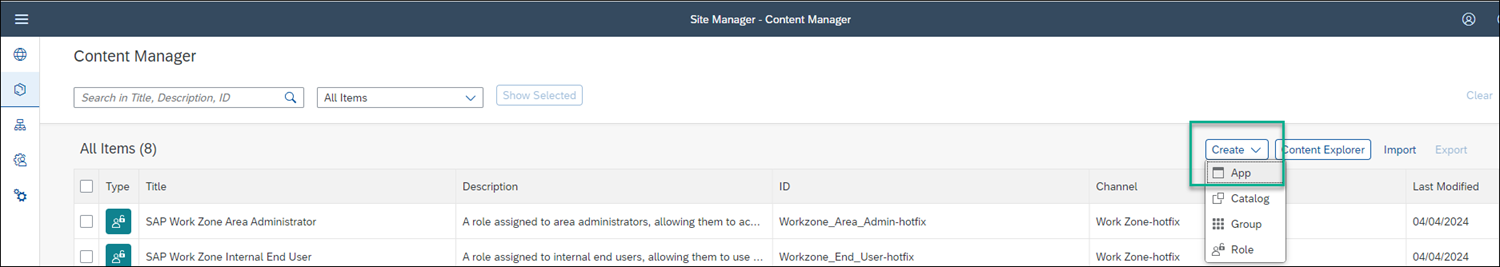 Site Manager - Content Manager
Content Manager
Search in Title, Description, ID
All Items
Show Selected
Clear
All Items (8)
Create
Content Explorer
Import
Export
App
Catalog
Group
Role
Type
Title
Description
ID
Channel
Last Modified
SAP Work Zone Area Administrator
A role assigned to area administrators, allowing them to ac...
Workzone_Area_Admin-hotfix
Work Zone-hotfix
04/04/2024
SAP Work Zone Internal End User
A role assigned to internal end users, allowing them to use ...
Workzone_End_User-hotfix
Work Zone-hotfix
04/04/2024